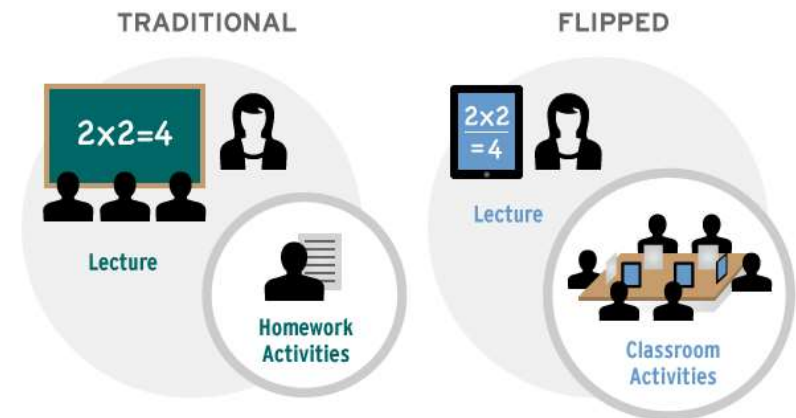 TRADITIONAL
2x2=4
Lecture
Homework
Activities
FLIPPED
2x2
=4
Lecture
Classroom
Activities